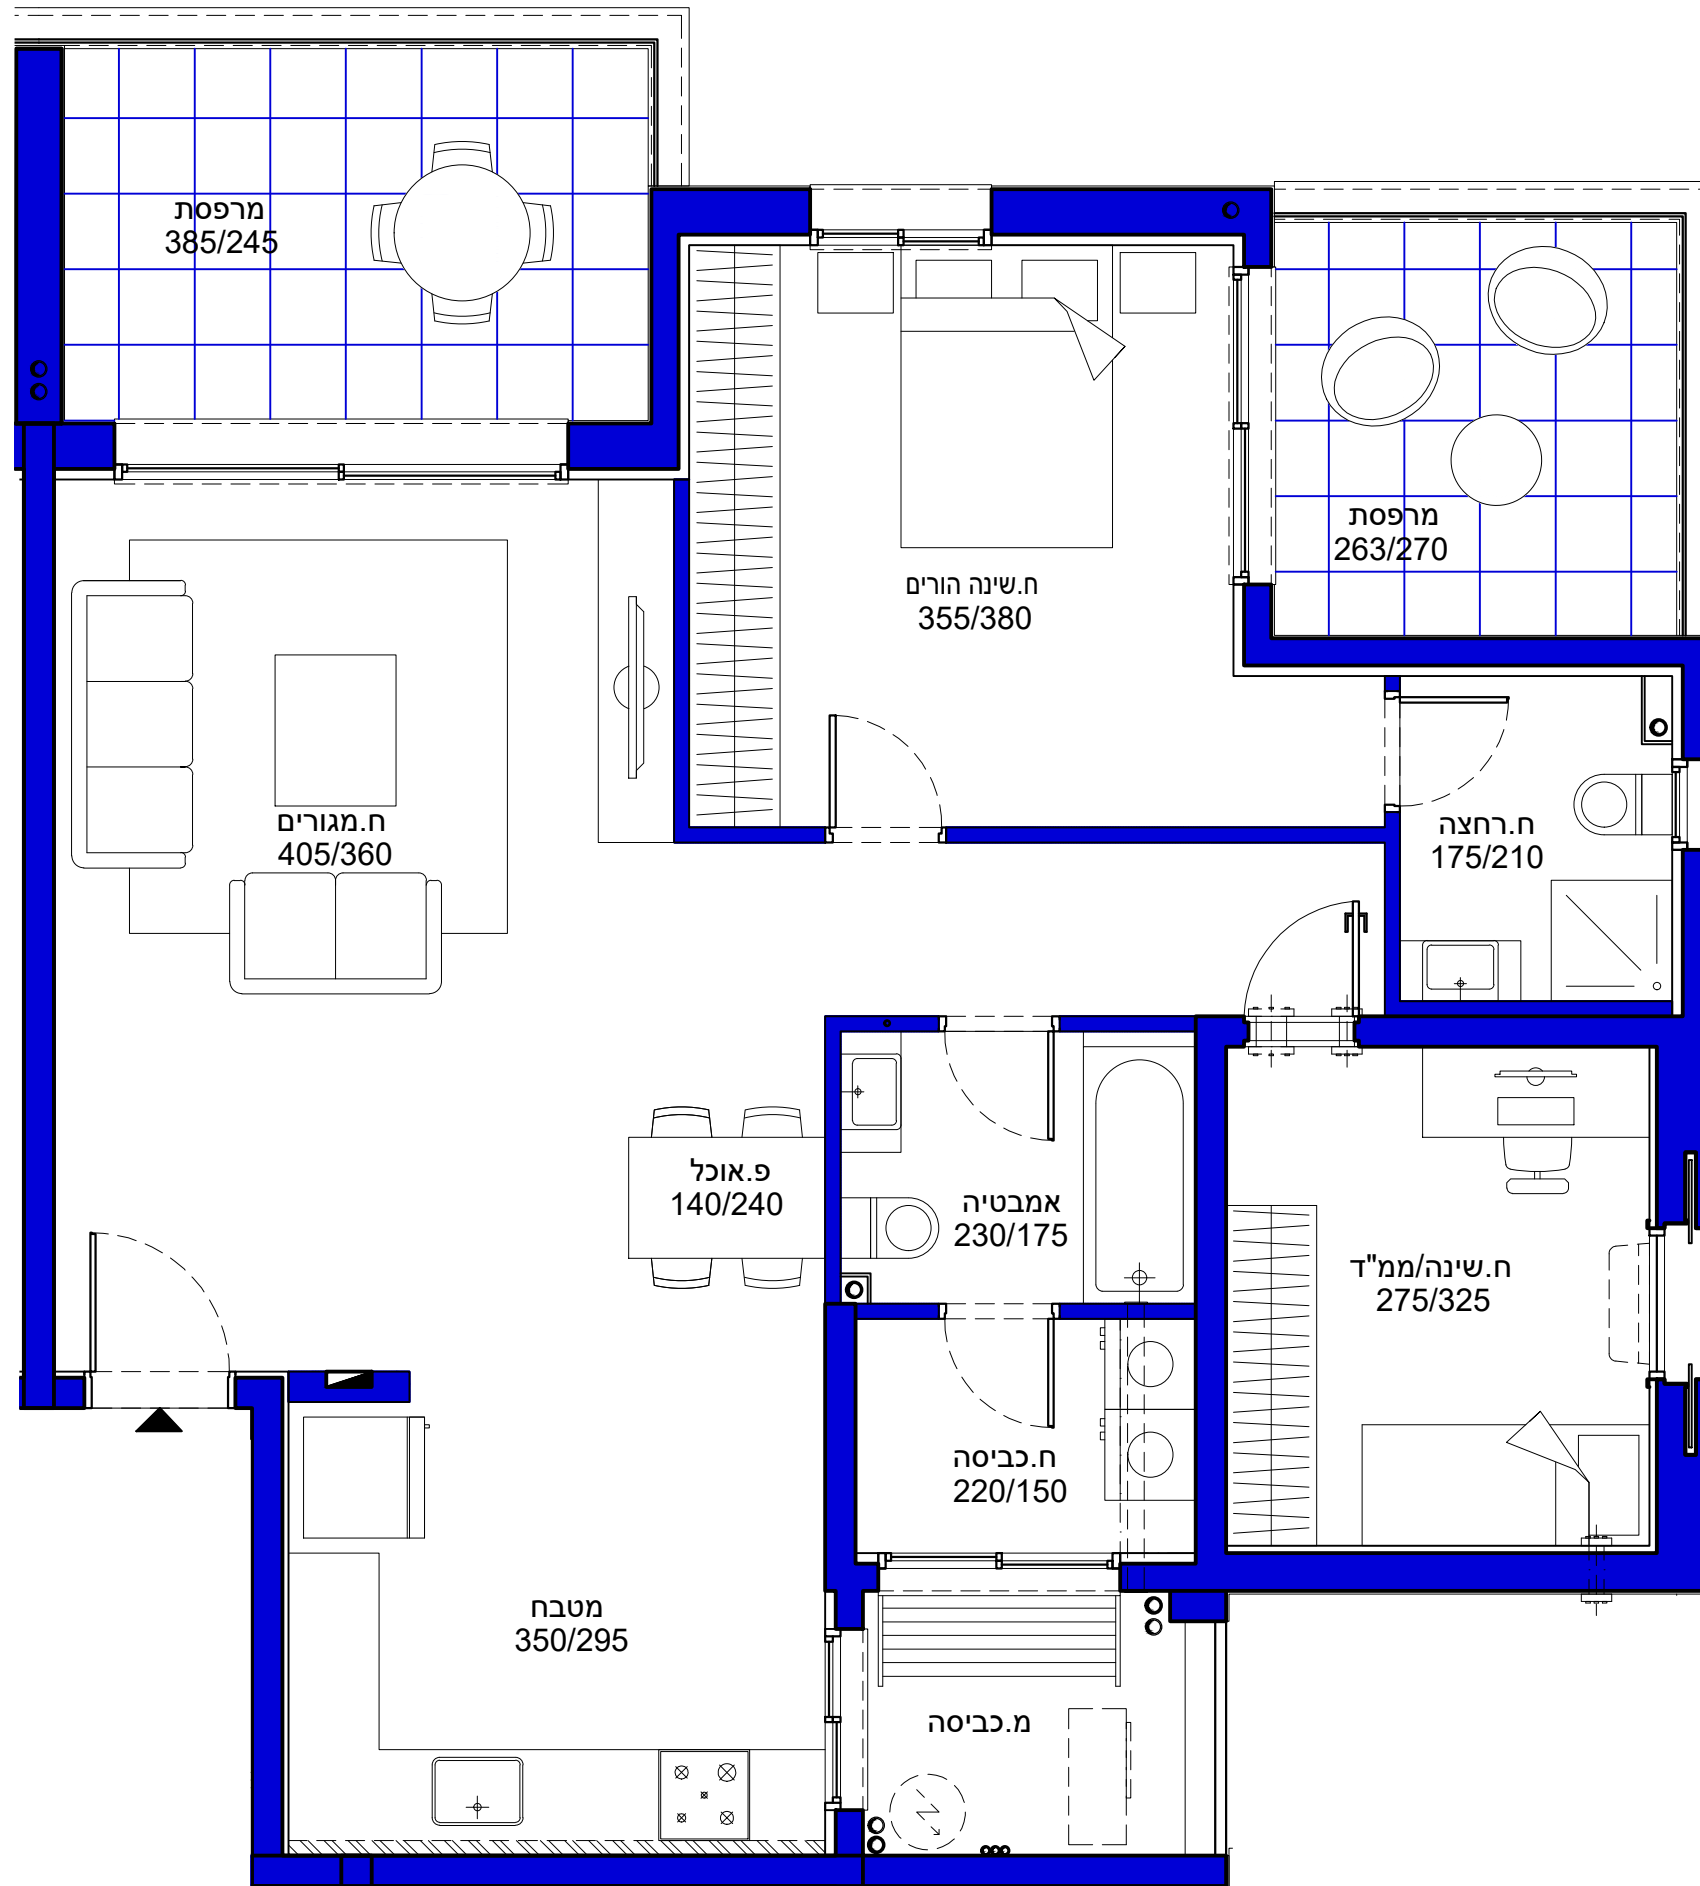 מרפסת
385/245
מרפסת
263/270
ח.שינה הורים
355/380
ח.מגורים
405/360
ח.רחצה
175/210
פ.אוכל
140/240
אמבטיה
230/175
ח.שינה/ממ"ד
275/325
ח.כביסה
220/150
מטבח
350/295
מ.כביסה